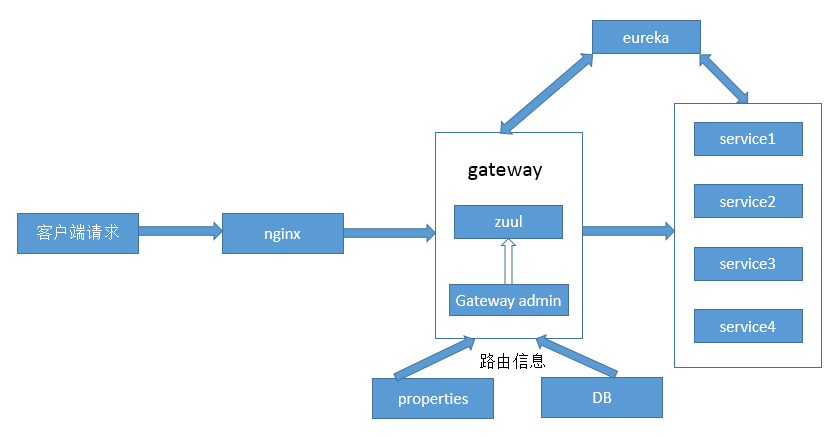 eureka
gateway
service1
service2
zuul
客户端请求
nginx
service3
Gateway admin
service4
路由信息
properties
DB